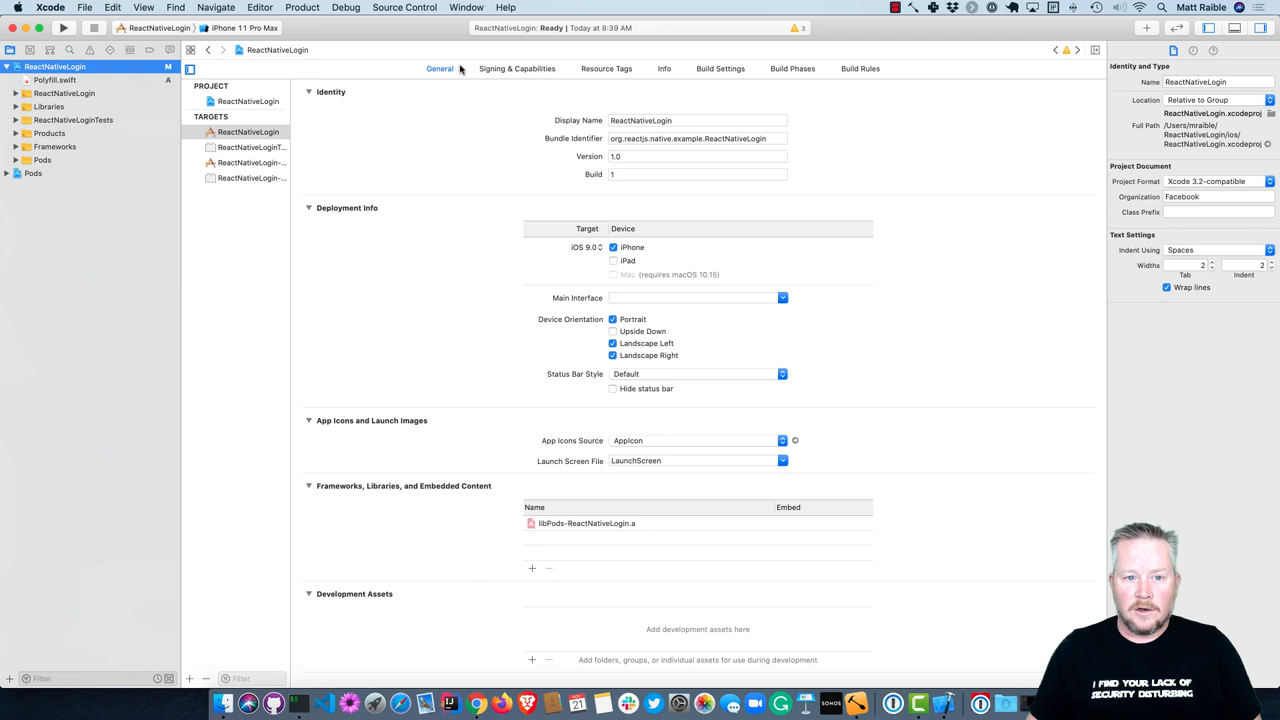 Xcode File Edit View Find Navigate Editor Product Debug Source Control Window Help Matt Raible
ReactNativeLogin iPhone 11 Pro Max ReactNativeLogin: Ready | Today at 8:39 AM 3
ReactNativeLogin M
Polyfill.swift A
ReactNativeLogin
Libraries
ReactNativeLoginTests
Products
Frameworks
Pods
Pods
Filter
ReactNativeLogin
General Signing & Capabilities Resource Tags Info Build Settings Build Phases Build Rules
PROJECT
ReactNativeLogin
TARGETS
ReactNativeLogin
ReactNativeLoginT...
ReactNativeLogin-...
ReactNativeLogin-...
Filter
Identity
Display Name ReactNativeLogin
Bundle Identifier org.reactjs.native.example.ReactNativeLogin
Version 1.0
Build 1
Deployment Info
Target Device
iOS 9.0 iPhone
iPad
Mac (requires macOS 10.15)
Main Interface
Device Orientation Portrait
Upside Down
Landscape Left
Landscape Right
Status Bar Style Default
Hide status bar
App Icons and Launch Images
App Icons Source AppIcon
Launch Screen File LaunchScreen
Frameworks, Libraries, and Embedded Content
Name Embed
libPods-ReactNativeLogin.a
Development Assets
Add development assets here
Add folders, groups, or individual assets for use during development
Identity and Type
Name ReactNativeLogin
Location Relative to Group
ReactNativeLogin.xcodeproj
Full Path /Users/mraible/
ReactNativeLogin/ios/
ReactNativeLogin.xcodeproj
Project Document
Project Format Xcode 3.2-compatible
Organization Facebook
Class Prefix
Text Settings
Indent Using Spaces
Widths 2 2
Tab Indent
Wrap lines
I FIND YOUR LACK OF
SECURITY DISTURBING
21
SONOS